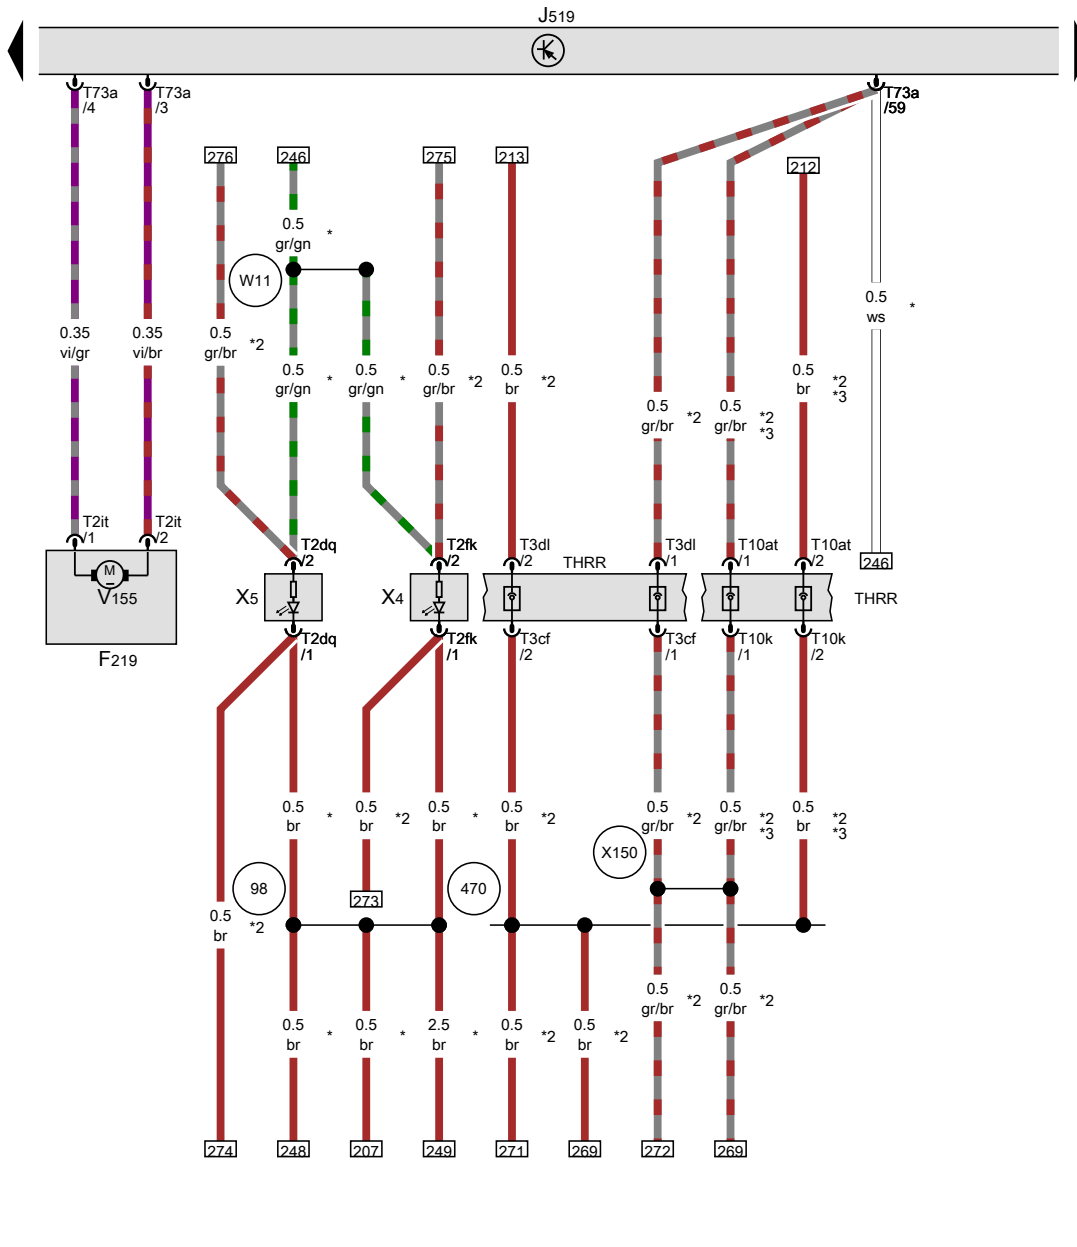 J519
T73a
/4
T73a
/3
T73a
/59
276
246
275
213
212
0.5
gr/gn
*
W11
0.5
ws
*
0.35
vi/gr
0.35
vi/br
0.5
gr/br
*2
0.5
gr/gn
*
0.5
gr/gn
*
0.5
gr/br
*2
0.5
br
*2
0.5
br
*2
*3
0.5
gr/br
*2
0.5
gr/br
*2
*3
T2it
/1
T2it
/2
T2dq
/2
T2fk
/2
T3dl
/2
THRR
T3dl
/1
T10at
/1
T10at
/2
246
M
V155
X5
X4
THRR
F219
T2dq
/1
T2fk
/1
T3cf
/2
T3cf
/1
T10k
/1
T10k
/2
0.5
br
*
0.5
br
*2
0.5
br
*
0.5
br
*2
0.5
gr/br
*2
0.5
gr/br
*2
*3
0.5
br
*2
*3
X150
98
273
470
0.5
br
*2
0.5
gr/br
*2
0.5
gr/br
*2
0.5
br
*
0.5
br
*
2.5
br
*
0.5
br
*2
0.5
br
*2
274
248
207
249
271
269
272
269